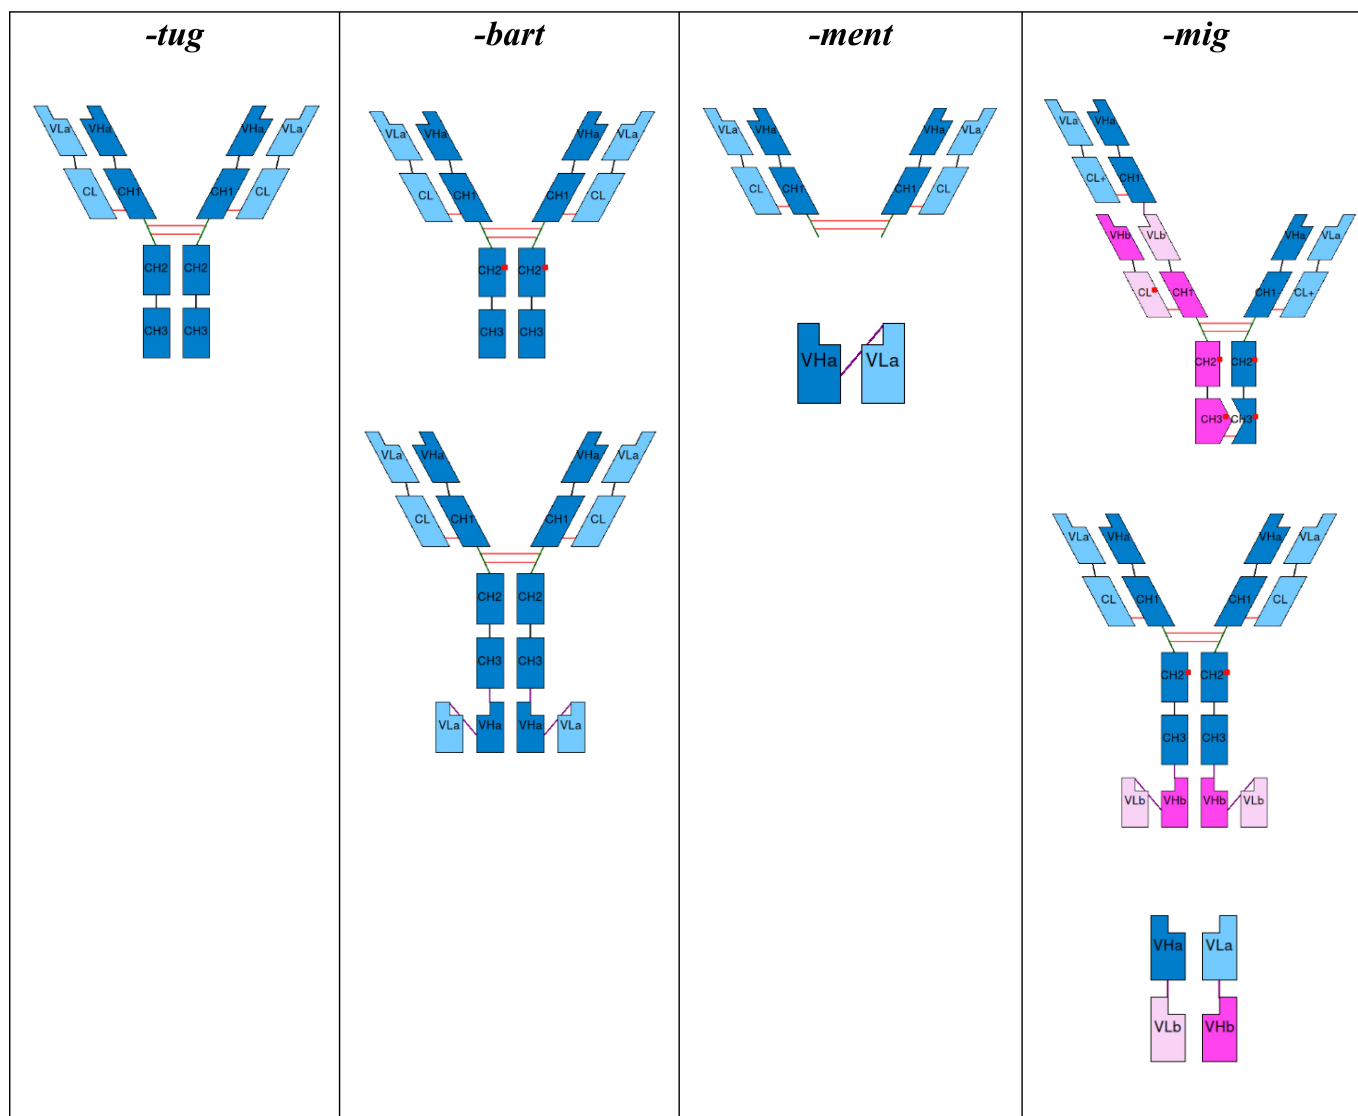 -tug
-bart
-ment
-mig
VLa VHa VHa VLa
CL CH1 CH1 CL
CH2 CH2
CH3 CH3
VLa VHa VHa VLa
CL CH1 CH1 CL
CH2 CH2
CH3 CH3
VLa VHa VHa VLa
CL CH1 CH1 CL
CH2 CH2
CH3 CH3
VLa VHa VHa VLa
VLa VHa VHa VLa
CL CH1 CH1 CL
VHa VLa
VLa VHa
CL+ CH1-
VHb VLb VHa VLa
CL CH1 CH1- CL+
CH2 CH2
CH3 CH3
VLa VHa VHa VLa
CL CH1 CH1 CL
CH2 CH2
CH3 CH3
VLb VHb VHb VLb
VHa VLa
VLb VHb